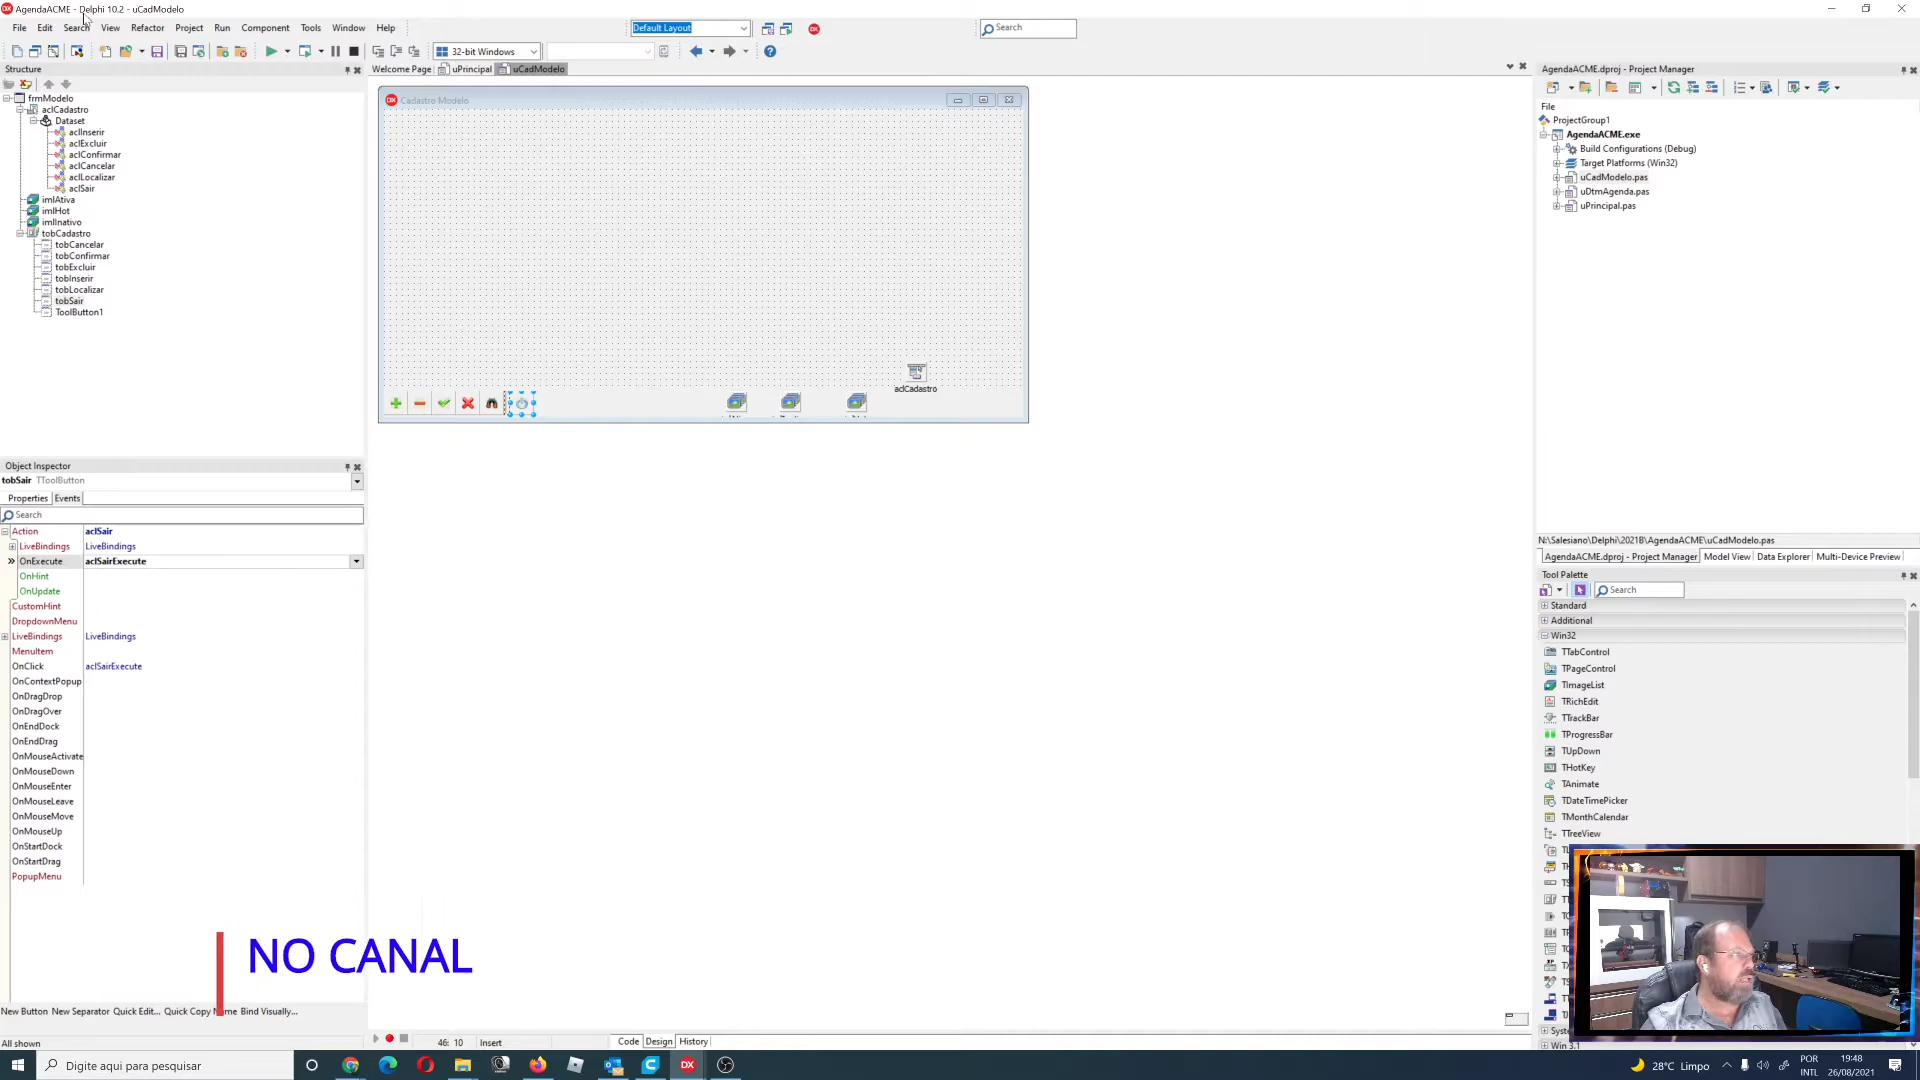 AgendaACME - Delphi 10.2 - uCadModelo
File Edit Search View Refactor Project Run Component Tools Window Help
Default Layout
Search
32-bit Windows
Structure
Welcome Page uPrincipal uCadModelo
frmModelo
aclCadastro
Dataset
aclInserir
aclExcluir
aclConfirmar
aclCancelar
aclLocalizar
aclSair
imlAtiva
imlHot
imlInativo
tobCadastro
tobCancelar
tobConfirmar
tobExcluir
tobInserir
tobLocalizar
tobSair
ToolButton1
Cadastro Modelo
aclCadastro
Object Inspector
tobSair TToolButton
Properties Events
Search
Action aclSair
LiveBindings LiveBindings
OnExecute aclSairExecute
OnHint
OnUpdate
CustomHint
DropdownMenu
LiveBindings LiveBindings
MenuItem
OnClick aclSairExecute
OnContextPopup
OnDragDrop
OnDragOver
OnEndDock
OnEndDrag
OnMouseActivate
OnMouseDown
OnMouseEnter
OnMouseLeave
OnMouseMove
OnMouseUp
OnStartDock
OnStartDrag
PopupMenu
NO CANAL
New Button New Separator Quick Edit... Quick Copy Bind Visually...
All shown
46: 10 Insert
Code Design History
AgendaACME.dproj - Project Manager
File
ProjectGroup1
AgendaACME.exe
Build Configurations (Debug)
Target Platforms (Win32)
uCadModelo.pas
uDtmAgenda.pas
uPrincipal.pas
N:\Salesiano\Delphi\2021B\AgendaACME\uCadModelo.pas
AgendaACME.dproj - Project Manager Model View Data Explorer Multi-Device Preview
Tool Palette
Search
Standard
Additional
Win32
TTabControl
TPageControl
TImageList
TRichEdit
TTrackBar
TProgressBar
TUpDown
THotKey
TAnimate
TDateTimePicker
TMonthCalendar
TTreeView
Win 3.1
Digite aqui para pesquisar
28°C Limpo
POR
INTL
19:48
26/08/2021